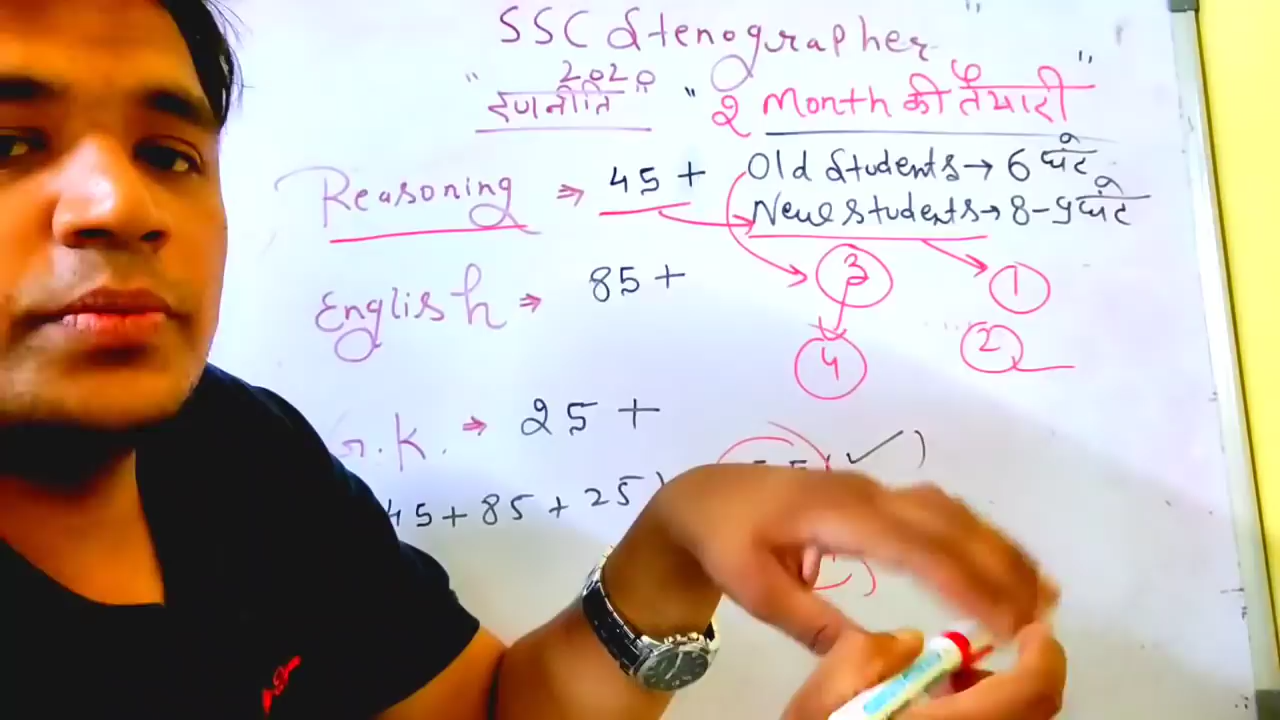 SSC Stenographer
" 2020 रणनीति " " 2 Month की तैयारी "
Reasoning ⇒ 45 + Old Students → 6 घंटे
New Students → 8-9 घंटे
English ⇒ 85 + 3 1
4 2
G.K. ⇒ 25 +
45 + 85 + 25)